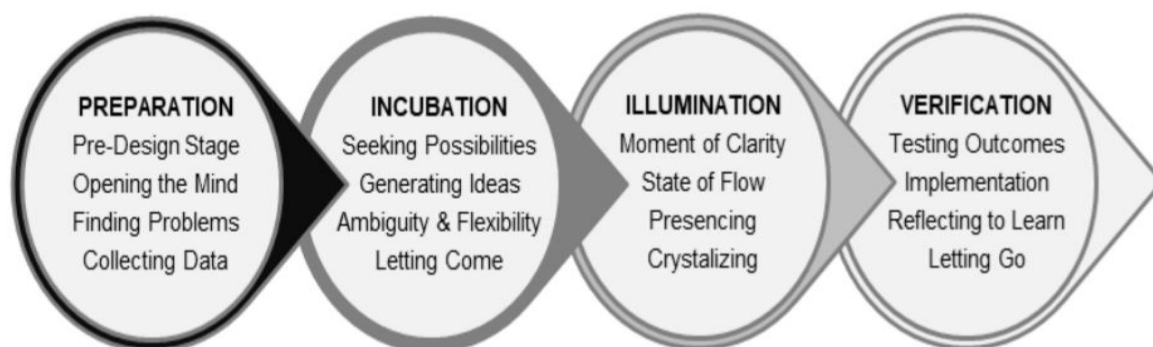 PREPARATION
Pre-Design Stage
Opening the Mind
Finding Problems
Collecting Data
INCUBATION
Seeking Possibilities
Generating Ideas
Ambiguity & Flexibility
Letting Come
ILLUMINATION
Moment of Clarity
State of Flow
Presencing
Crystalizing
VERIFICATION
Testing Outcomes
Implementation
Reflecting to Learn
Letting Go